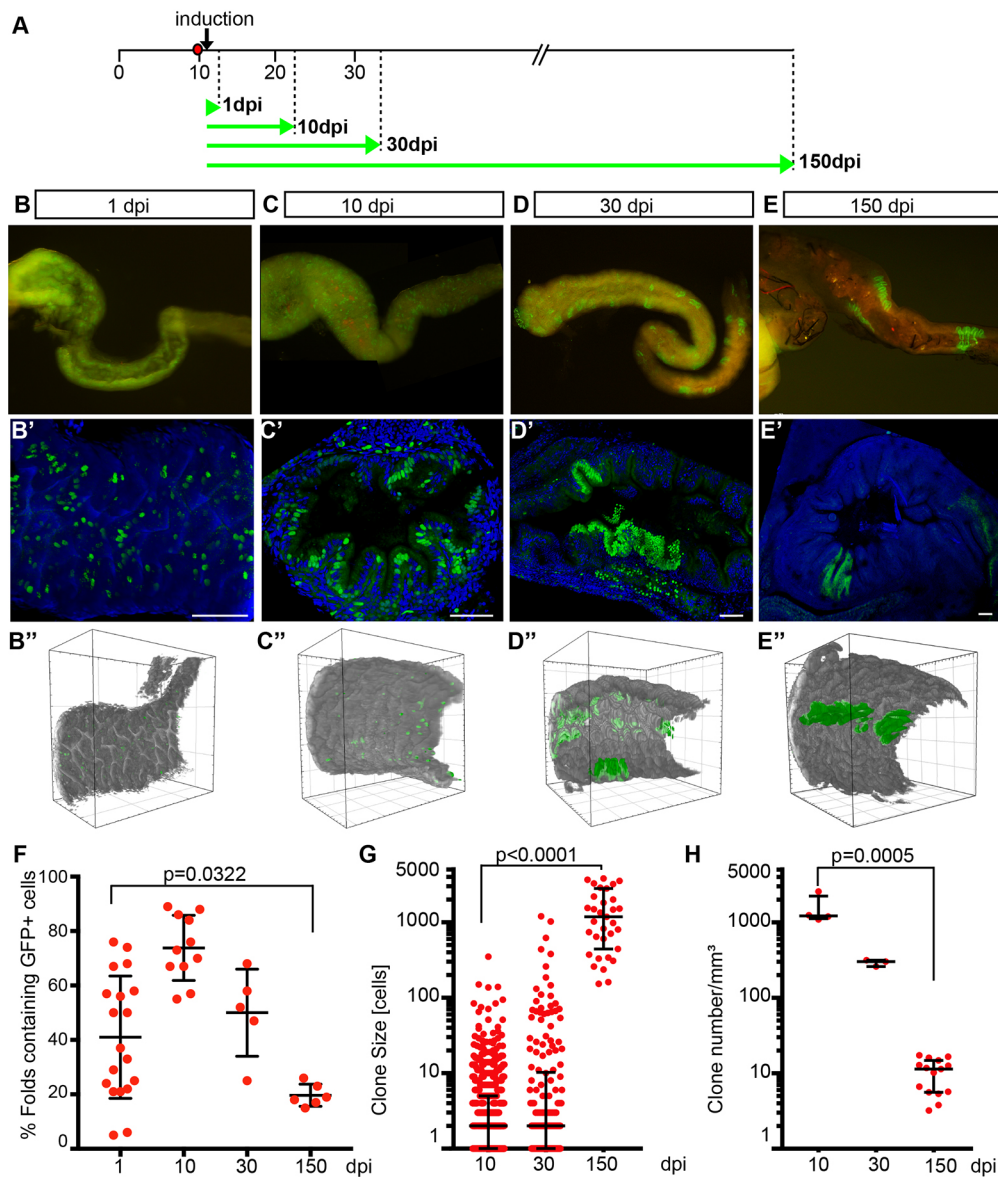 A
induction
0 10 20 30
1dpi
10dpi
30dpi
150dpi
B 1 dpi C 10 dpi D 30 dpi E 150 dpi
B' C' D' E'
B” C” D” E”
F
p=0.0322
% Folds containing GFP+ cells
100
80
60
40
20
0
1 10 30 150 dpi
G
p<0.0001
Clone Size [cells]
5000
1000
100
10
1
10 30 150 dpi
H
p=0.0005
Clone number/mm³
5000
1000
100
10
1
10 30 150 dpi